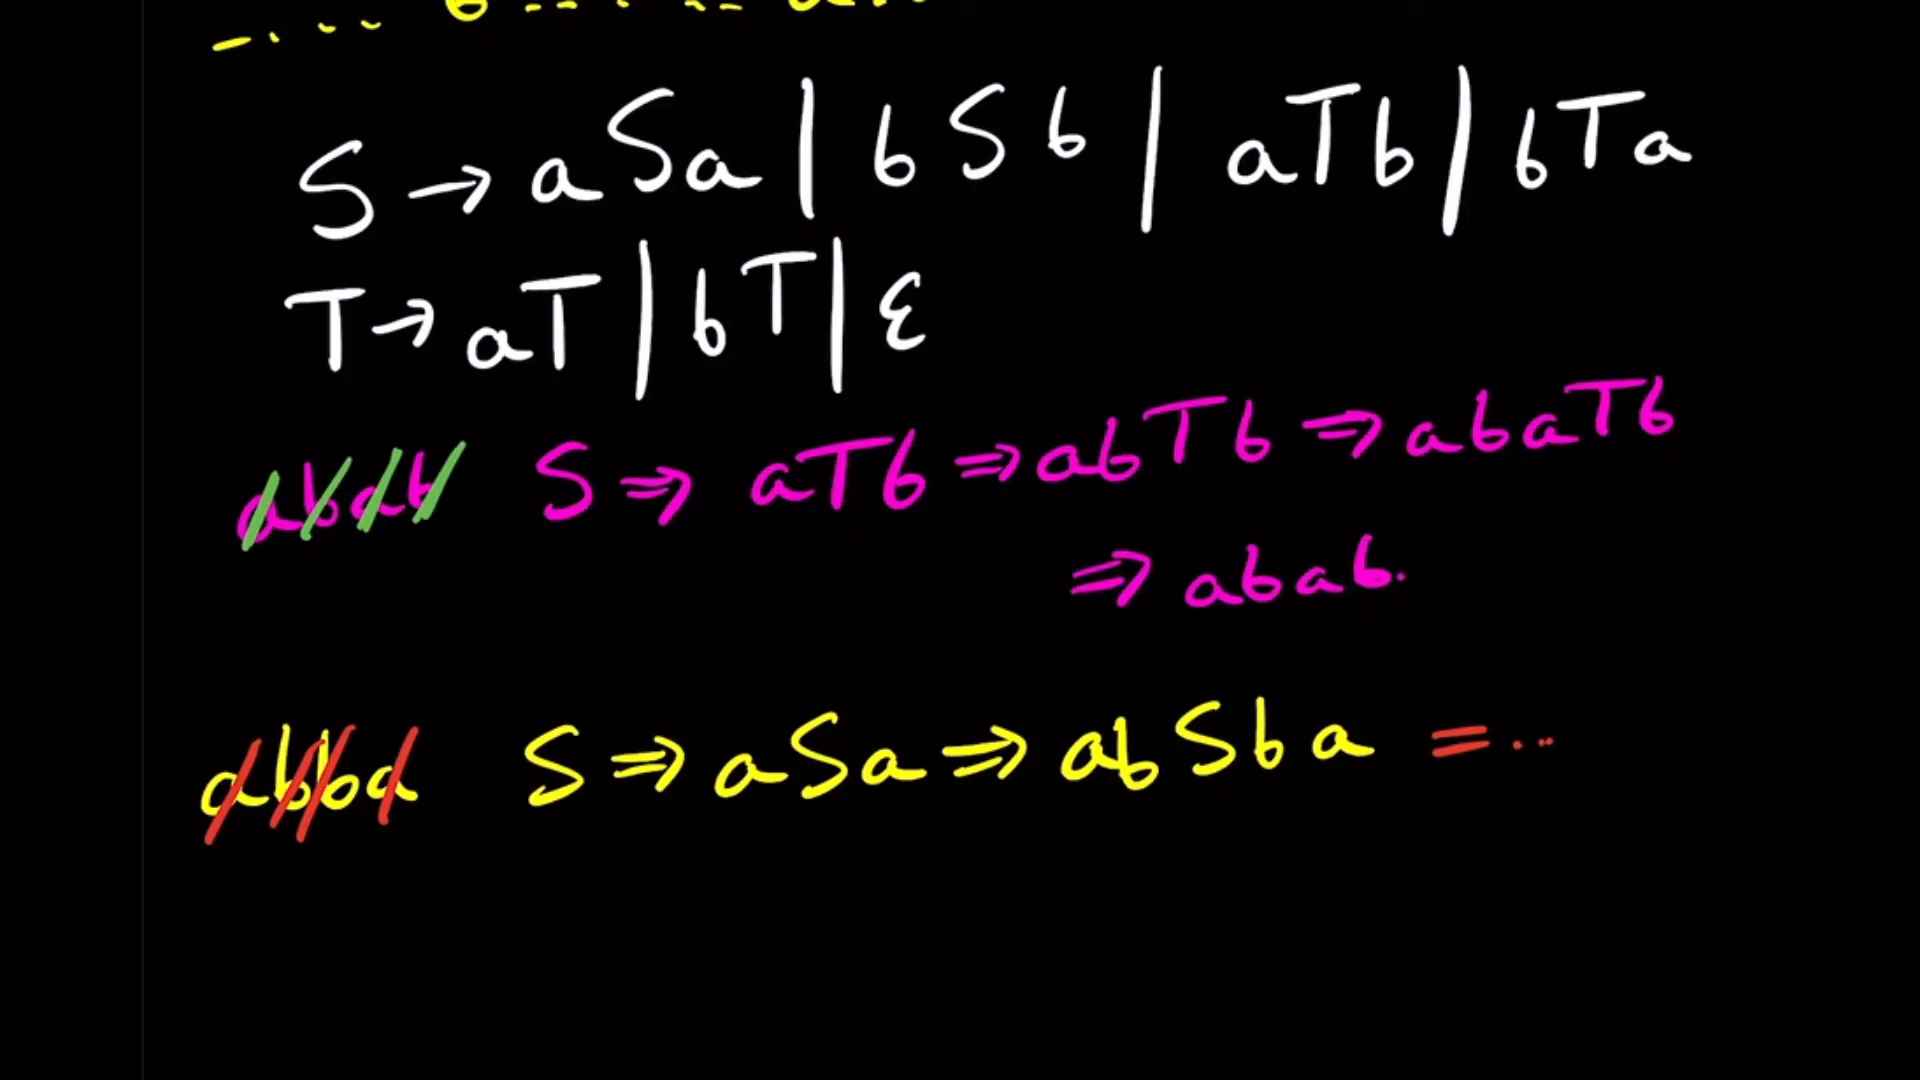 S → aSa | bSb | aTb | bTa
T → aT | bT | ε
abab S ⇒ aTb ⇒ abTb ⇒ abaTb
⇒ abab.
abba S ⇒ aSa ⇒ abSba = ...